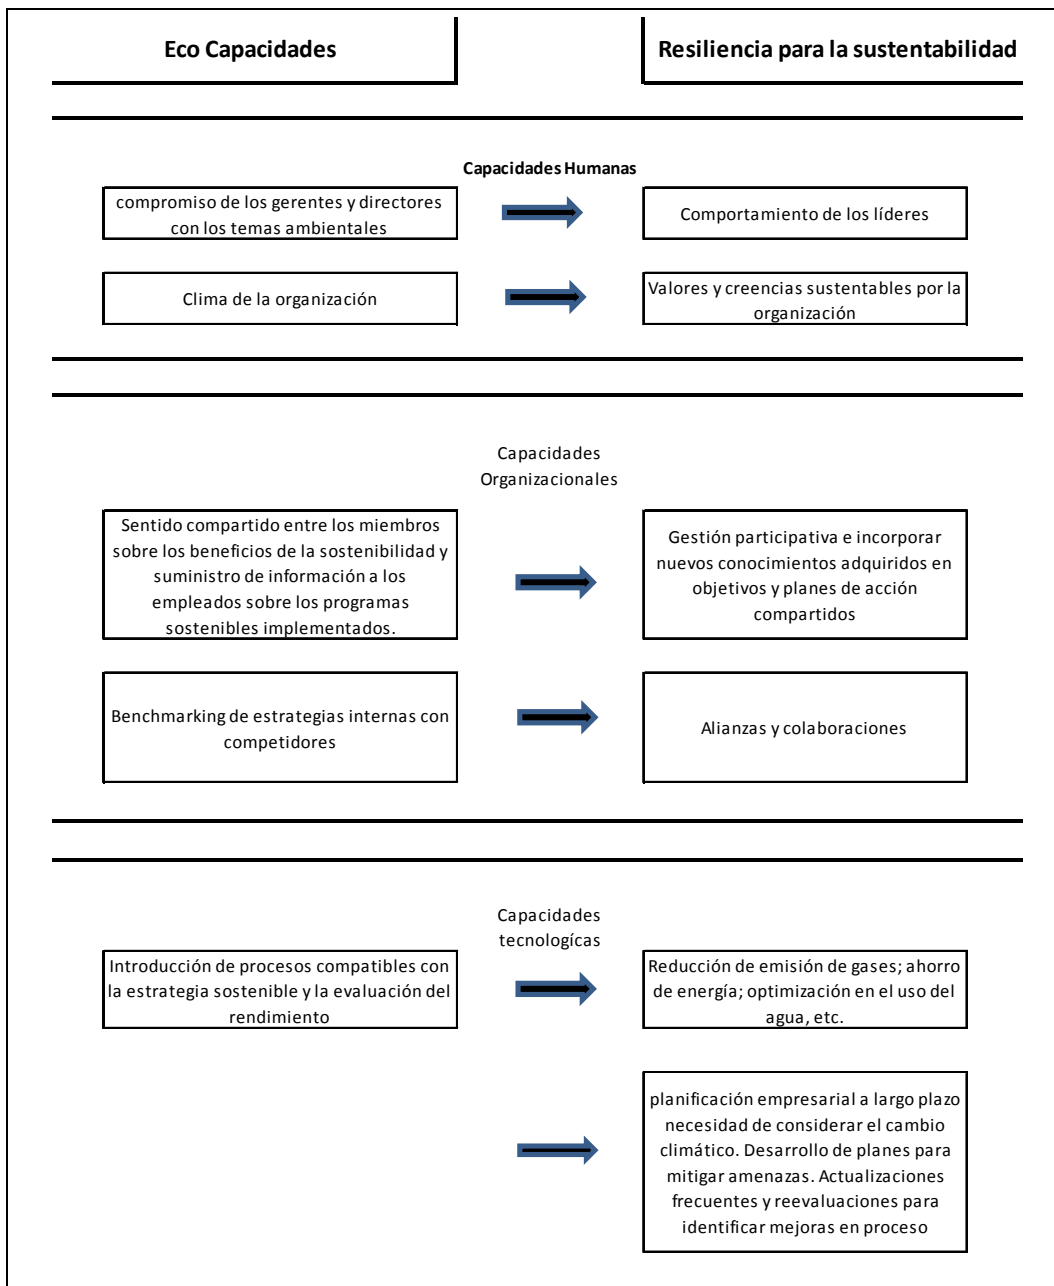 Eco Capacidades
Resiliencia para la sustentabilidad
Capacidades Humanas
compromiso de los gerentes y directores
con los temas ambientales
Comportamiento de los líderes
Clima de la organización
Valores y creencias sustentables por la
organización
Capacidades
Organizacionales
Sentido compartido entre los miembros
sobre los beneficios de la sostenibilidad y
suministro de información a los
empleados sobre los programas
sostenibles implementados.
Gestión participativa e incorporar
nuevos conocimientos adquiridos en
objetivos y planes de acción
compartidos
Benchmarking de estrategias internas con
competidores
Alianzas y colaboraciones
Capacidades
tecnologícas
Introducción de procesos compatibles con
la estrategia sostenible y la evaluación del
rendimiento
Reducción de emisión de gases; ahorro
de energía; optimización en el uso del
agua, etc.
planificación empresarial a largo plazo
necesidad de considerar el cambio
climático. Desarrollo de planes para
mitigar amenazas. Actualizaciones
frecuentes y reevaluaciones para
identificar mejoras en proceso